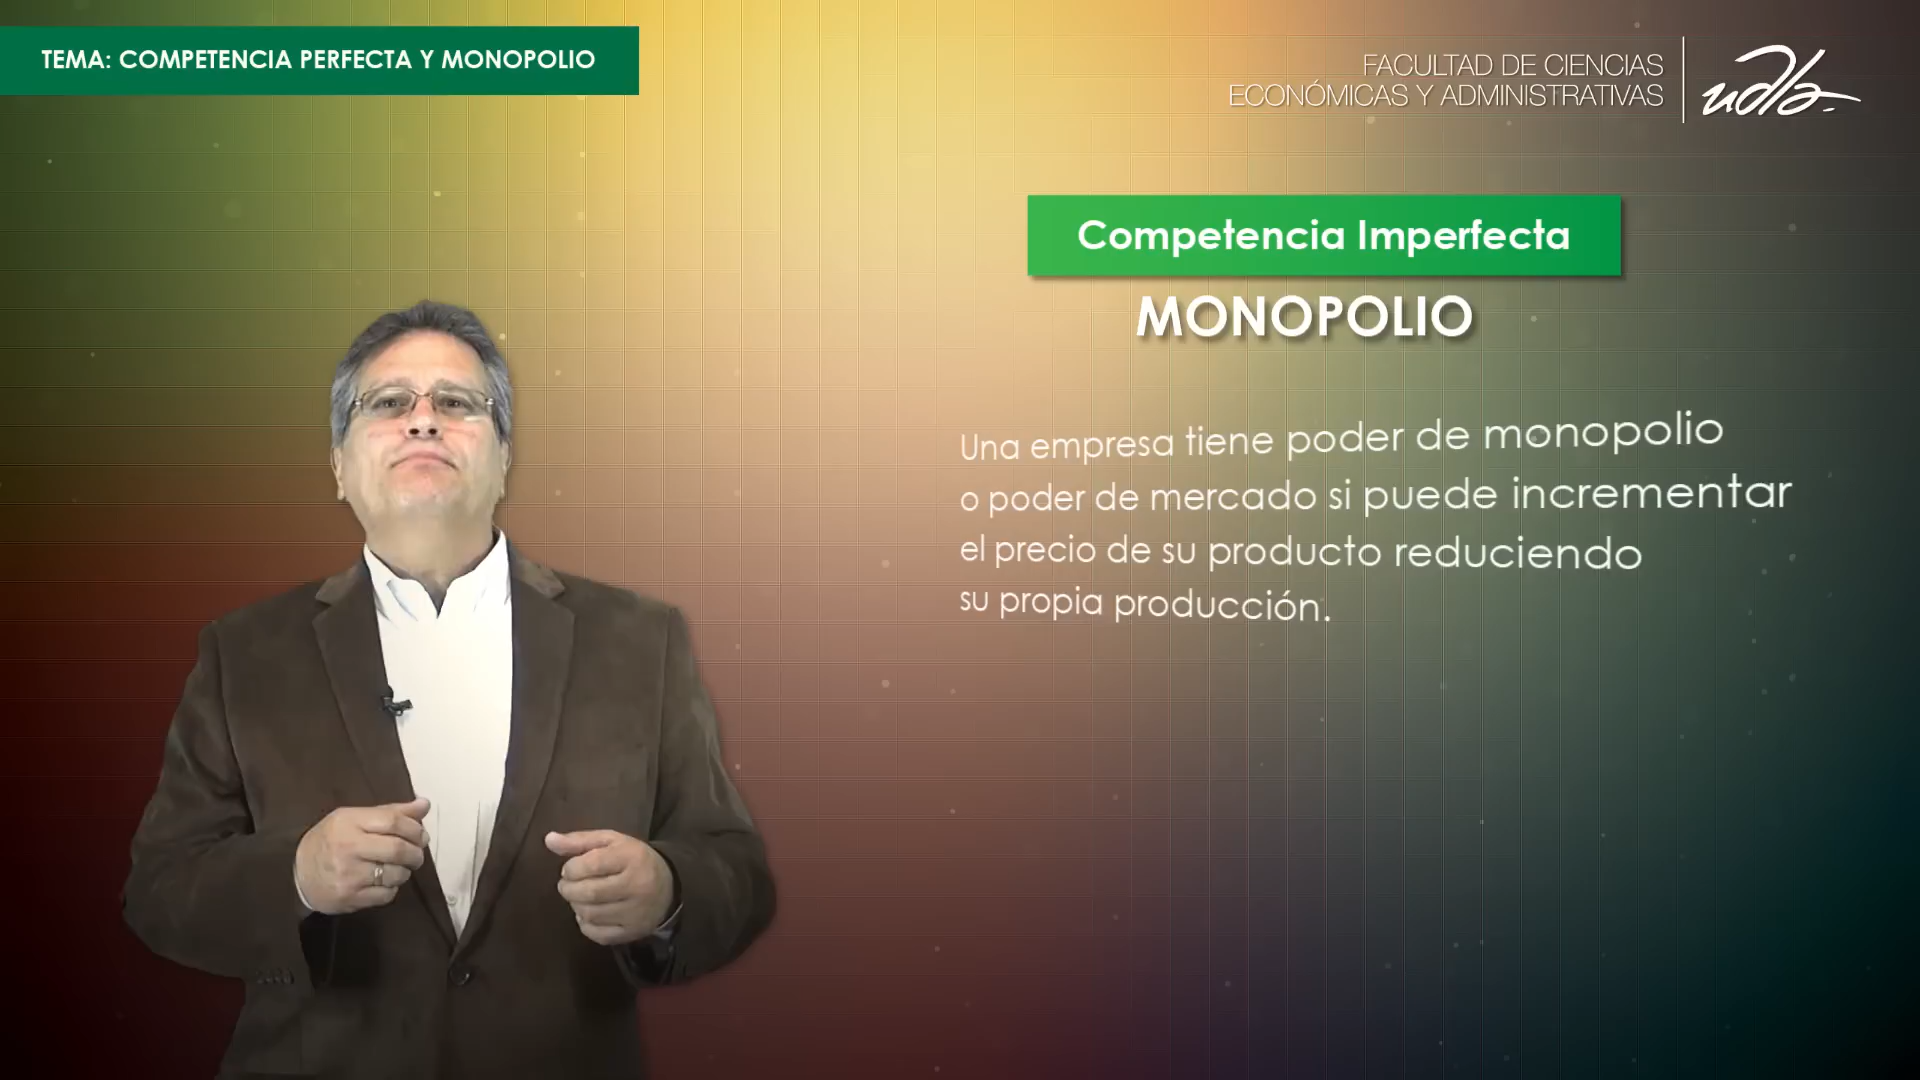 TEMA: COMPETENCIA PERFECTA Y MONOPOLIO
FACULTAD DE CIENCIAS
ECONÓMICAS Y ADMINISTRATIVAS
udla
Competencia Imperfecta
MONOPOLIO
Una empresa tiene poder de monopolio
o poder de mercado si puede incrementar
el precio de su producto reduciendo
su propia producción.